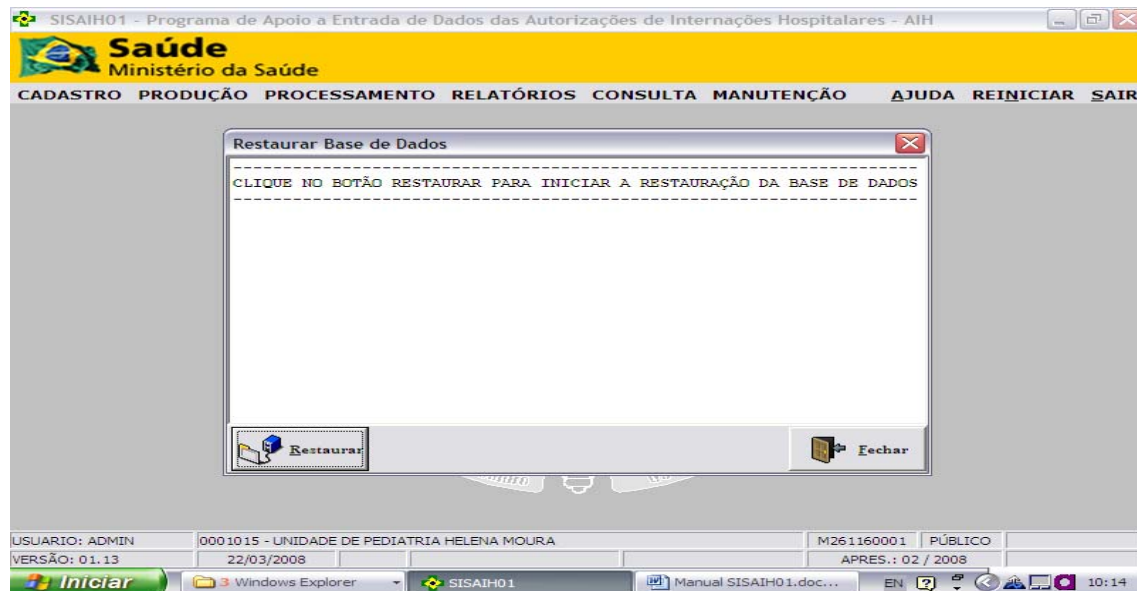 SISAIH01 - Programa de Apoio a Entrada de Dados das Autorizações de Internações Hospitalares - AIH
Saúde
Ministério da Saúde
CADASTRO PRODUÇÃO PROCESSAMENTO RELATÓRIOS CONSULTA MANUTENÇÃO AJUDA REINICIAR SAIR
Restaurar Base de Dados
CLIQUE NO BOTÃO RESTAURAR PARA INICIAR A RESTAURAÇÃO DA BASE DE DADOS
Restaurar Fechar
USUARIO: ADMIN 0001015 - UNIDADE DE PEDIATRIA HELENA MOURA M261160001 PÚBLICO
VERSÃO: 01.13 22/03/2008 APRES.: 02 / 2008
Iniciar 3 Windows Explorer SISAIH01 Manual SISAIH01.doc... EN 10:14